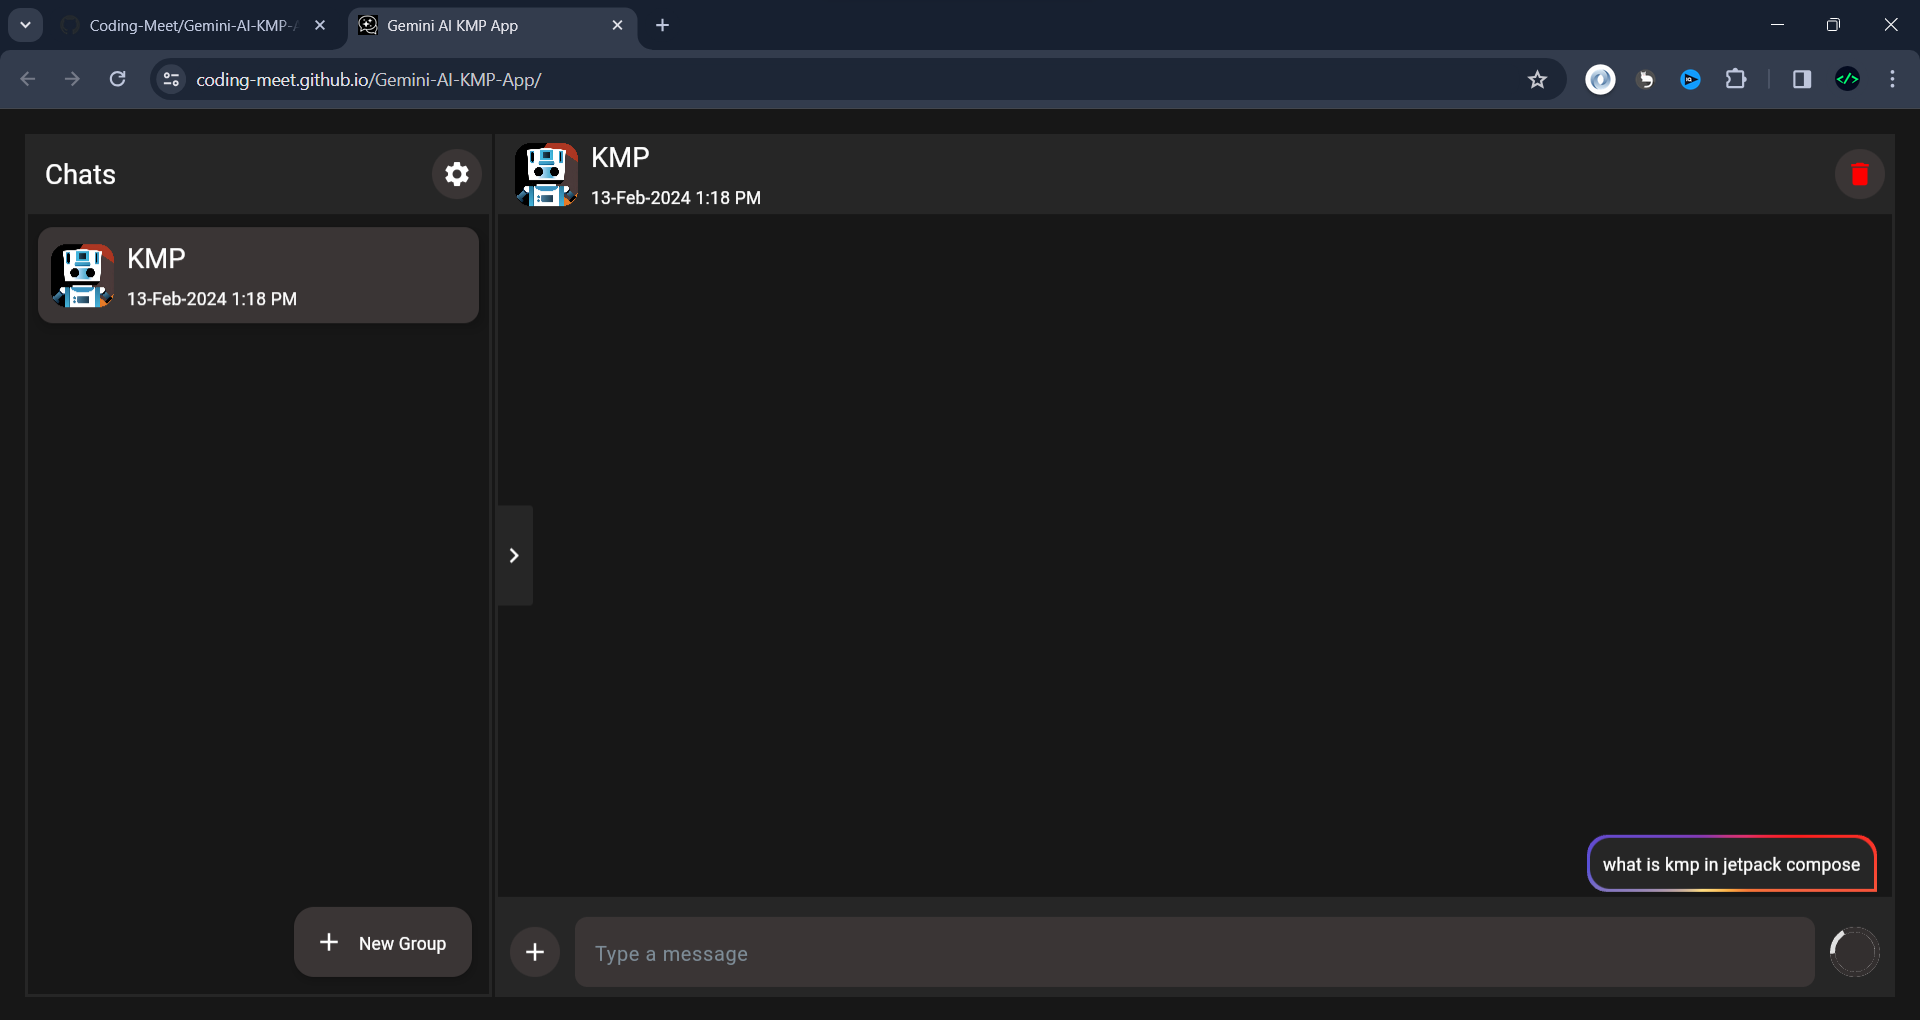 Coding-Meet/Gemini-AI-KMP-
Gemini AI KMP App
coding-meet.github.io/Gemini-AI-KMP-App/
Chats
KMP
13-Feb-2024 1:18 PM
KMP
13-Feb-2024 1:18 PM
what is kmp in jetpack compose
New Group
Type a message